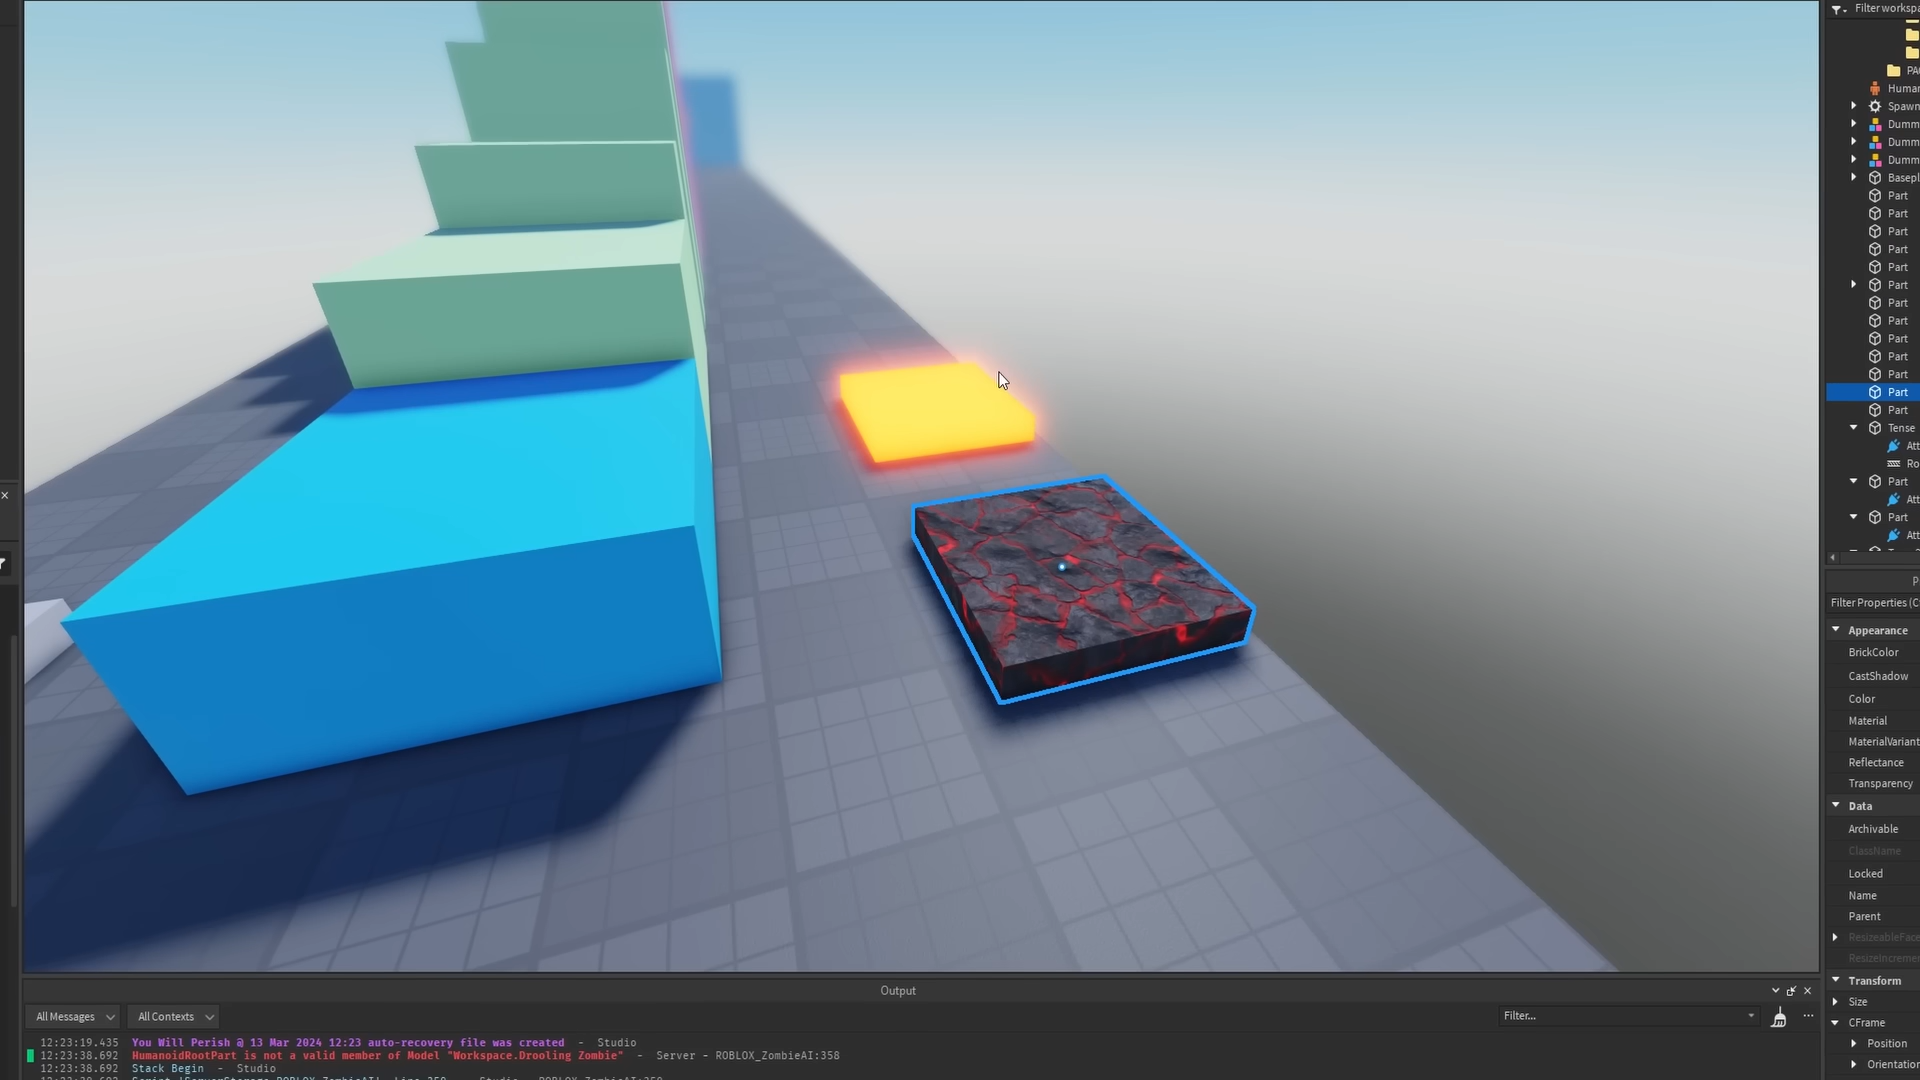 Filter workspa
PA
Human
Spawn
Dumm
Dumm
Dumm
Basepl
Part
Part
Part
Part
Part
Part
Part
Part
Part
Part
Part
Part
Part
Tense
Att
Ro
Part
Att
Part
Att
P
Filter Properties (C
Appearance
BrickColor
CastShadow
Color
Material
MaterialVariant
Reflectance
Transparency
Data
Archivable
ClassName
Locked
Name
Parent
ResizeableFace
ResizeIncremen
Transform
Size
CFrame
Position
Orientation
Output
All Messages
All Contexts
Filter...
12:23:19.435 You Will Perish @ 13 Mar 2024 12:23 auto-recovery file was created - Studio
12:23:38.692 HumanoidRootPart is not a valid member of Model "Workspace.Drooling Zombie" - Server - ROBLOX_ZombieAI:358
12:23:38.692 Stack Begin - Studio